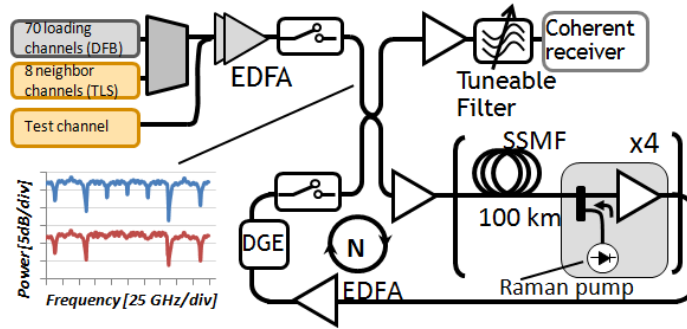 70 loading
channels (DFB)
8 neighbor
channels (TLS)
Test channel
EDFA
Tuneable
Filter
Coherent
receiver
SSMF
x4
100 km
Raman pump
DGE
N
EDFA
Power [5dB/div]
Frequency [25 GHz/div]